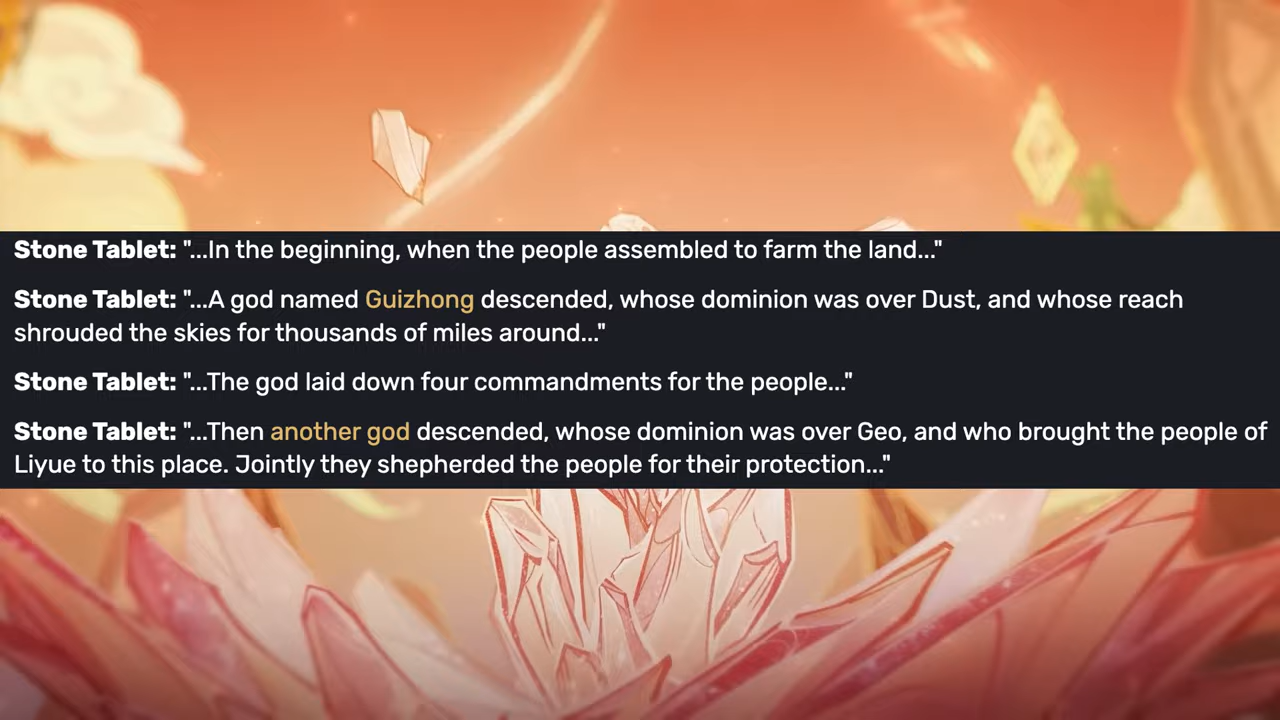 Stone Tablet: "...In the beginning, when the people assembled to farm the land..."
Stone Tablet: "...A god named Guizhong descended, whose dominion was over Dust, and whose reach
shrouded the skies for thousands of miles around..."
Stone Tablet: "...The god laid down four commandments for the people..."
Stone Tablet: "...Then another god descended, whose dominion was over Geo, and who brought the people of
Liyue to this place. Jointly they shepherded the people for their protection..."